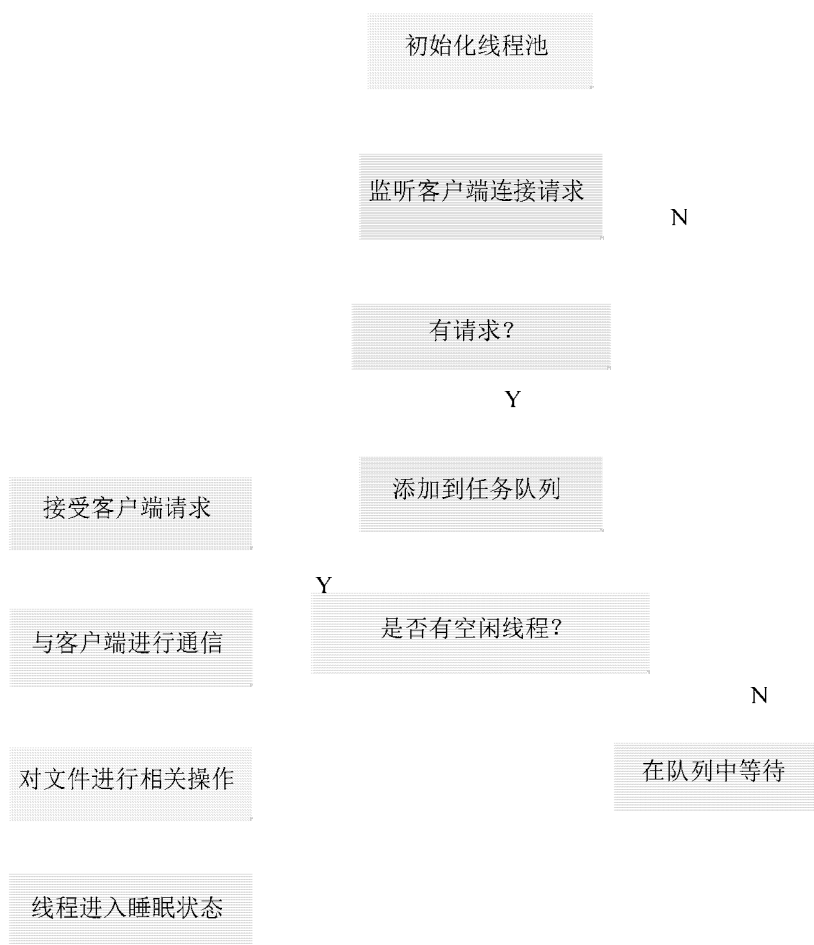 初始化线程池
监听客户端连接请求
N
有请求?
Y
添加到任务队列
接受客户端请求
Y
是否有空闲线程?
与客户端进行通信
N
在队列中等待
对文件进行相关操作
线程进入睡眠状态